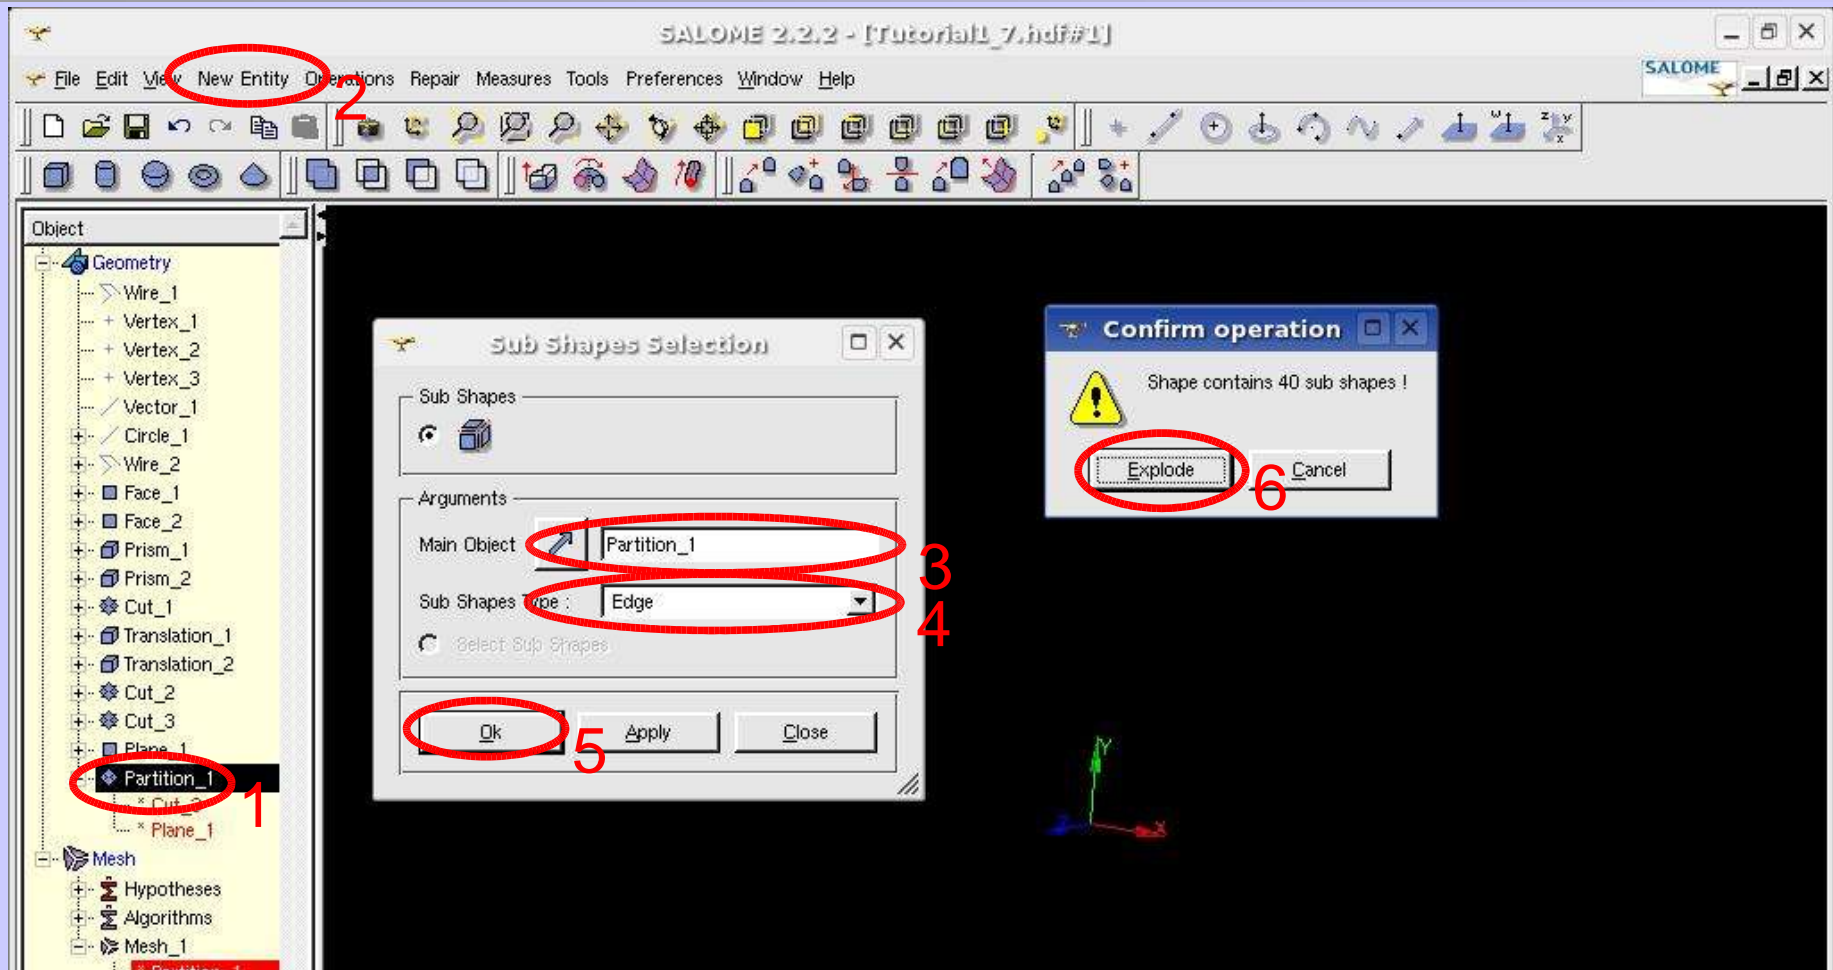 SALOME 2.2.2 - [Tutorial1_7.hdf#1]
File Edit View New Entity Operations Repair Measures Tools Preferences Window Help
SALOME
2
Object
Geometry
Wire_1
Vertex_1
Vertex_2
Vertex_3
Vector_1
Circle_1
Wire_2
Face_1
Face_2
Prism_1
Prism_2
Cut_1
Translation_1
Translation_2
Cut_2
Cut_3
Plane_1
Partition_1
1
Plane_1
Mesh
Hypotheses
Algorithms
Mesh_1
Partition_1
Sub Shapes Selection
Sub Shapes
Arguments
Main Object
Partition_1
3
Sub Shapes Type :
Edge
4
Select Sub Shapes
Ok
5
Apply
Close
Confirm operation
Shape contains 40 sub shapes !
Explode
6
Cancel
Y
X